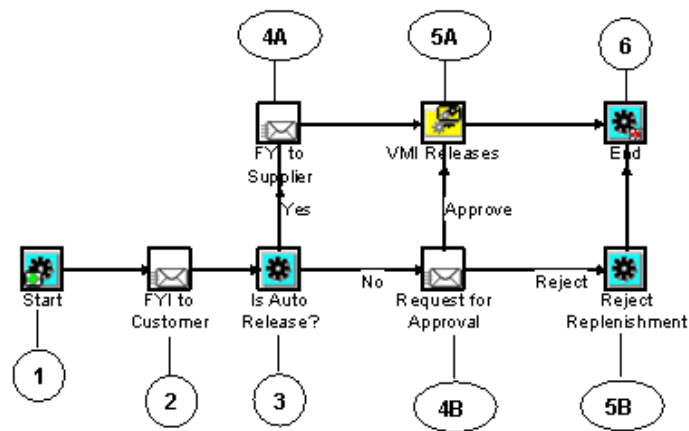 4A
5A
6
FYI to
Supplier
VMI Releases
End
Yes
Approve
No
Reject
Start
FYI to
Customer
Is Auto
Release?
Request for
Approval
Reject
Replenishment
1
2
3
4B
5B